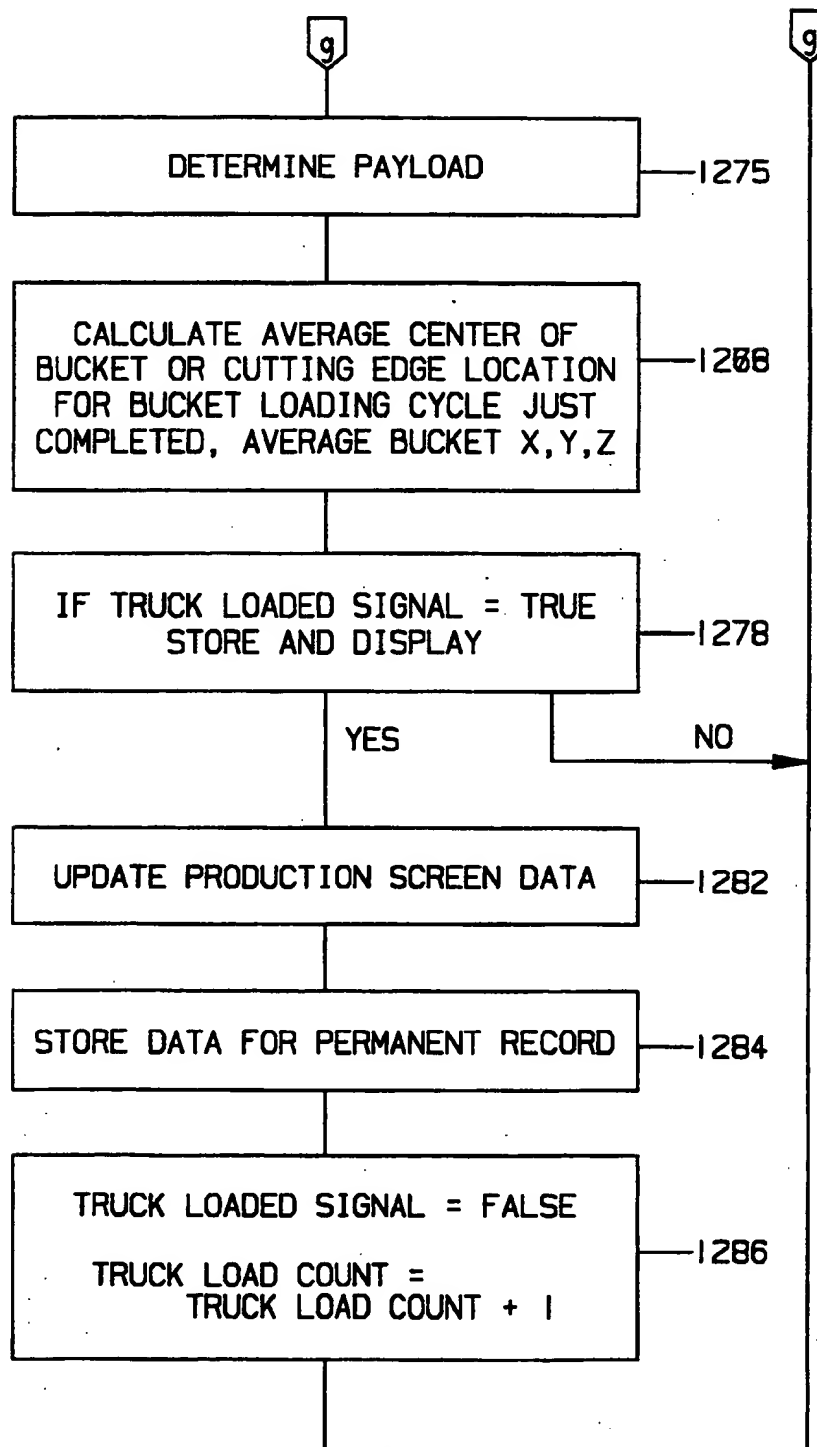 g
g
DETERMINE PAYLOAD
1275
CALCULATE AVERAGE CENTER OF
BUCKET OR CUTTING EDGE LOCATION
FOR BUCKET LOADING CYCLE JUST
COMPLETED, AVERAGE BUCKET X,Y,Z
IF TRUCK LOADED SIGNAL = TRUE
STORE AND DISPLAY
1278
YES
NO
UPDATE PRODUCTION SCREEN DATA
1282
STORE DATA FOR PERMANENT RECORD
1284
TRUCK LOADED SIGNAL = FALSE
TRUCK LOAD COUNT =
TRUCK LOAD COUNT + 1
1286